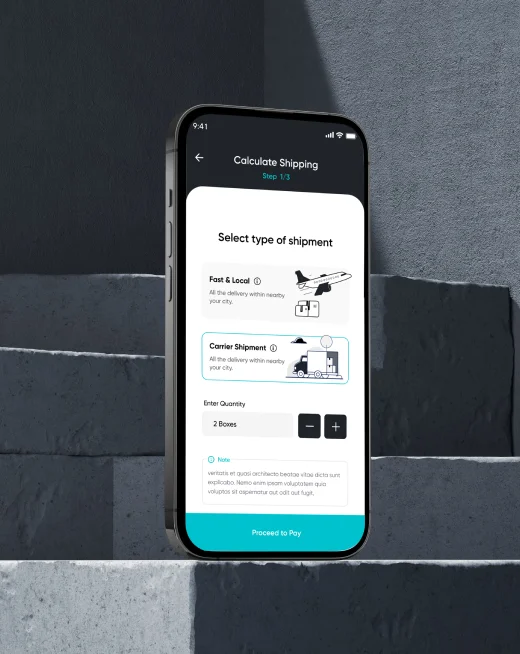 9:41
Calculate Shipping
Step 1/3
Select type of shipment
Fast & Local
All the delivery within nearby
your city.
Carrier Shipment
All the delivery within nearby
your city.
Enter Quantity
2 Boxes
Note
veritatis et quasi architecto beatae vitae dicta sunt
explicabo. Nemo enim ipsam voluptatem quia
voluptas sit aspernatur aut odit aut fugit.
Proceed to Pay